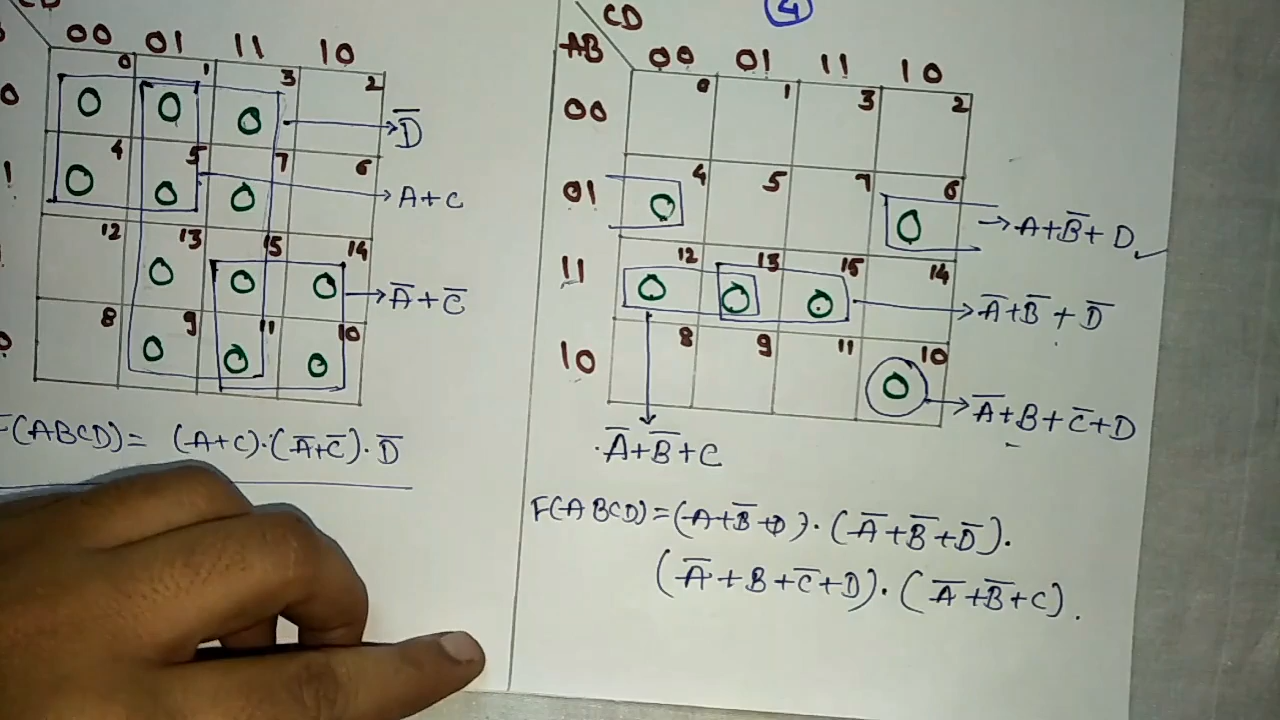 CD
00 01 11 10
0 1 3 2
0 0 0 0
→ D̅
4 5 7 6
0 0 0
→ A+C
12 13 15 14
0 0 0
→ A̅+C̅
8 9 11 10
0 0 0
F(ABCD)= (A+C)·(A̅+C̅)·D̅
4
CD
AB 00 01 11 10
00 0 1 3 2
01 0 4 5 7 0 6
→ A+B̅+D
11 0 12 0 13 0 15 14
→ A̅+B̅+D̅
10 8 9 11 0 10
→ A̅+B+C̅+D
A̅+B̅+C
F(ABCD)=(A+B̅+D)·(A̅+B̅+D̅).
(A̅+B+C̅+D)·(A̅+B̅+C).